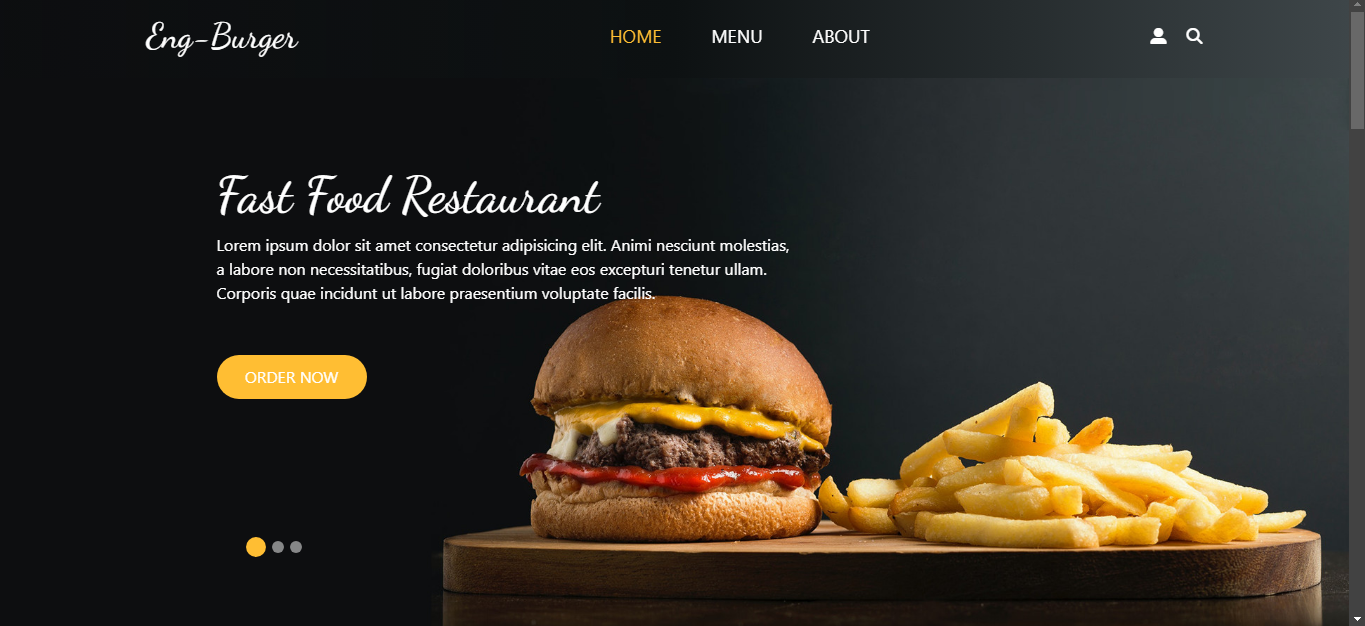 Eng-Burger
HOME MENU ABOUT
Fast Food Restaurant
Lorem ipsum dolor sit amet consectetur adipisicing elit. Animi nesciunt molestias,
a labore non necessitatibus, fugiat doloribus vitae eos excepturi tenetur ullam.
Corporis quae incidunt ut labore praesentium voluptate facilis.
ORDER NOW